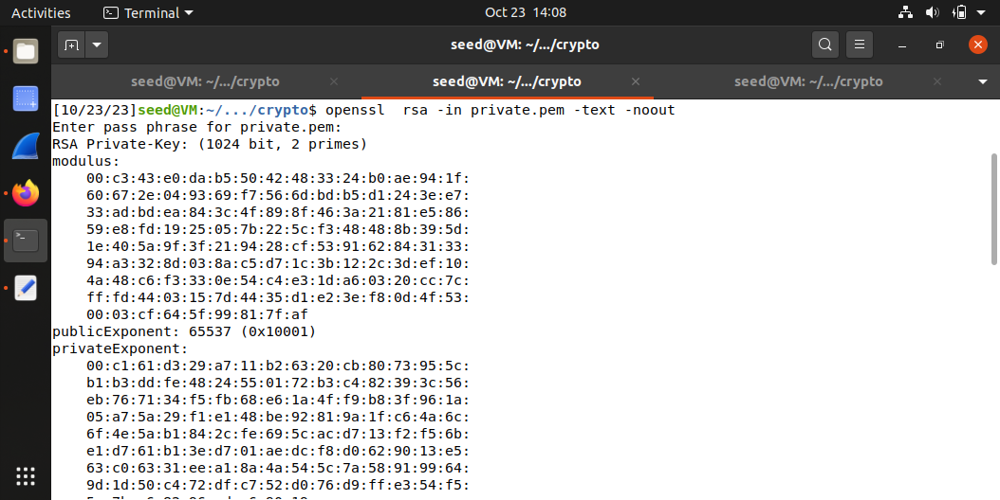 Activities
Terminal
Oct 23 14:08
seed@VM: ~/.../crypto
seed@VM: ~/.../crypto
seed@VM: ~/.../crypto
seed@VM: ~/.../crypto
[10/23/23]seed@VM:~/.../crypto$ openssl  rsa -in private.pem -text -noout
Enter pass phrase for private.pem:
RSA Private-Key: (1024 bit, 2 primes)
modulus:
    00:c3:43:e0:da:b5:50:42:48:33:24:b0:ae:94:1f:
    60:67:2e:04:93:69:f7:56:6d:bd:b5:d1:24:3e:e7:
    33:ad:bd:ea:84:3c:4f:89:8f:46:3a:21:81:e5:86:
    59:e8:fd:19:25:05:7b:22:5c:f3:48:48:8b:39:5d:
    1e:40:5a:9f:3f:21:94:28:cf:53:91:62:84:31:33:
    94:a3:32:8d:03:8a:c5:d7:1c:3b:12:2c:3d:ef:10:
    4a:48:c6:f3:33:0e:54:c4:e3:1d:a6:03:20:cc:7c:
    ff:fd:44:03:15:7d:44:35:d1:e2:3e:f8:0d:4f:53:
    00:03:cf:64:5f:99:81:7f:af
publicExponent: 65537 (0x10001)
privateExponent:
    00:c1:61:d3:29:a7:11:b2:63:20:cb:80:73:95:5c:
    b1:b3:dd:fe:48:24:55:01:72:b3:c4:82:39:3c:56:
    eb:76:71:34:f5:fb:68:e6:1a:4f:f9:b8:3f:96:1a:
    05:a7:5a:29:f1:e1:48:be:92:81:9a:1f:c6:4a:6c:
    6f:4e:5a:b1:84:2c:fe:69:5c:ac:d7:13:f2:f5:6b:
    e1:d7:61:b1:3e:d7:01:ae:dc:f8:d0:62:90:13:e5:
    63:c0:63:31:ee:a1:8a:4a:54:5c:7a:58:91:99:64:
    9d:1d:50:c4:72:df:c7:52:d0:76:d9:ff:e3:54:f5: